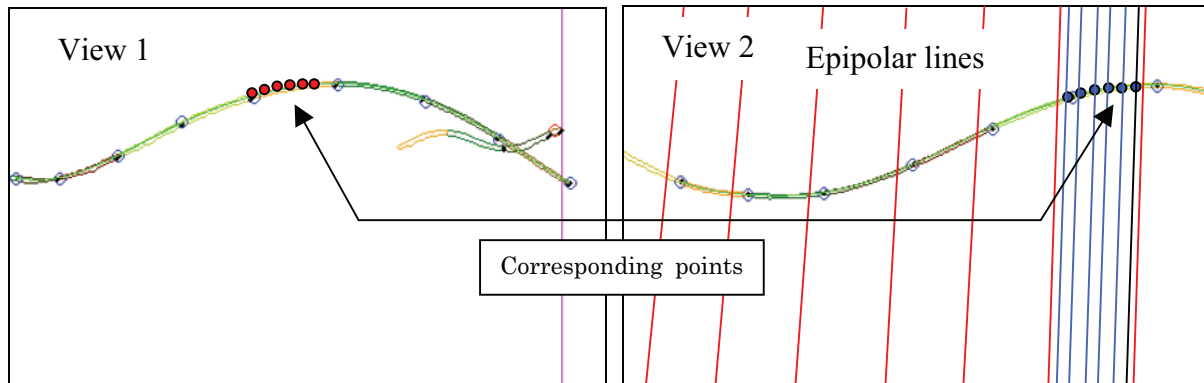 View 1
View 2
Epipolar lines
Corresponding points